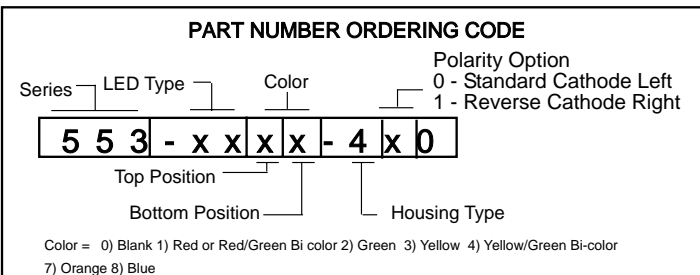 PART NUMBER ORDERING CODE
Polarity Option
Series LED Type Color 0 - Standard Cathode Left
1 - Reverse Cathode Right
5 5 3 - x x x x - 4 x 0
Top Position
Bottom Position Housing Type
Color = 0) Blank 1) Red or Red/Green Bi color 2) Green 3) Yellow 4) Yellow/Green Bi-color
7) Orange 8) Blue